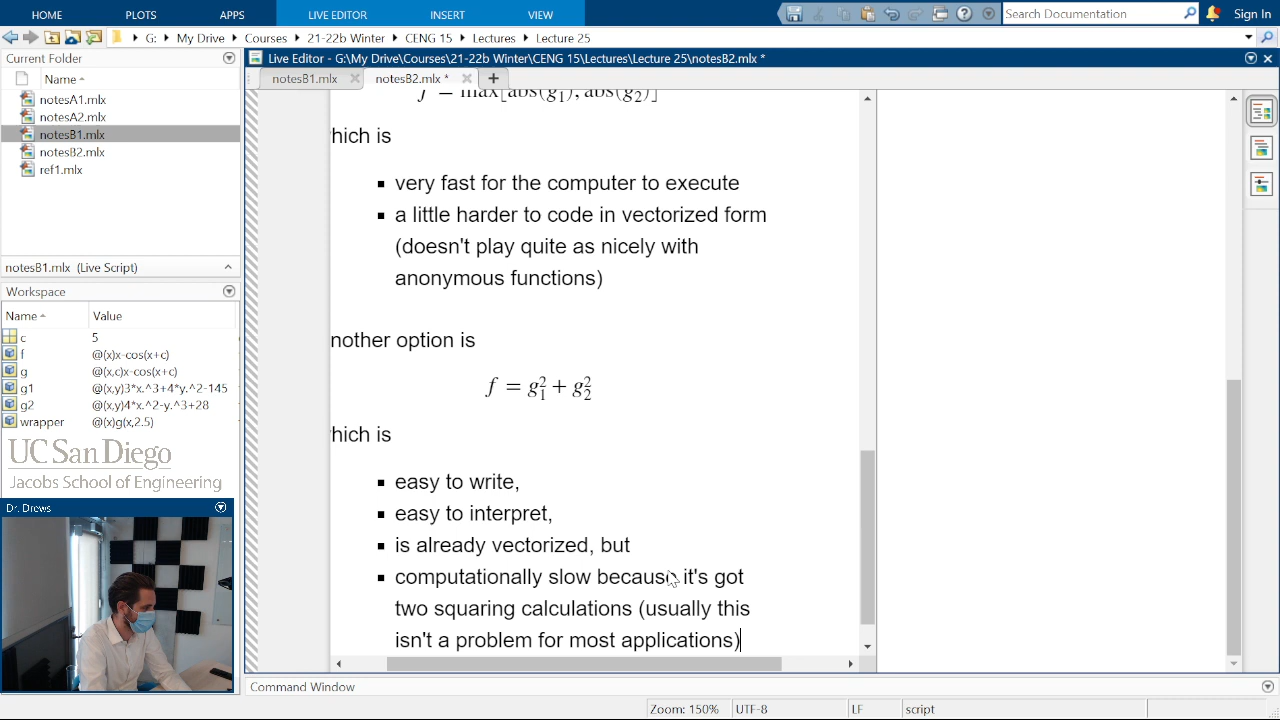 HOME PLOTS APPS LIVE EDITOR INSERT VIEW Search Documentation Sign In
G: My Drive Courses 21-22b Winter CENG 15 Lectures Lecture 25
Current Folder
Live Editor - G:\My Drive\Courses\21-22b Winter\CENG 15\Lectures\Lecture 25\notesB2.mlx *
Name
notesB1.mlx notesB2.mlx * +
notesA1.mlx
notesA2.mlx
notesB1.mlx
notesB2.mlx
ref1.mlx
notesB1.mlx (Live Script)
Workspace
Name Value
c 5
f @(x)x-cos(x+c)
g @(x,c)x-cos(x+c)
g1 @(x,y)3*x.^3+4*y.^2-145
g2 @(x,y)4*x.^2-y.^3+28
wrapper @(x)g(x,2.5)
UC San Diego
Jacobs School of Engineering
Dr. Drews
f = max[abs(g₁), abs(g₂)]
hich is
▪ very fast for the computer to execute
▪ a little harder to code in vectorized form
(doesn't play quite as nicely with
anonymous functions)
nother option is
f = g₁² + g₂²
hich is
▪ easy to write,
▪ easy to interpret,
▪ is already vectorized, but
▪ computationally slow because it's got
two squaring calculations (usually this
isn't a problem for most applications)
Command Window
Zoom: 150% UTF-8 LF script